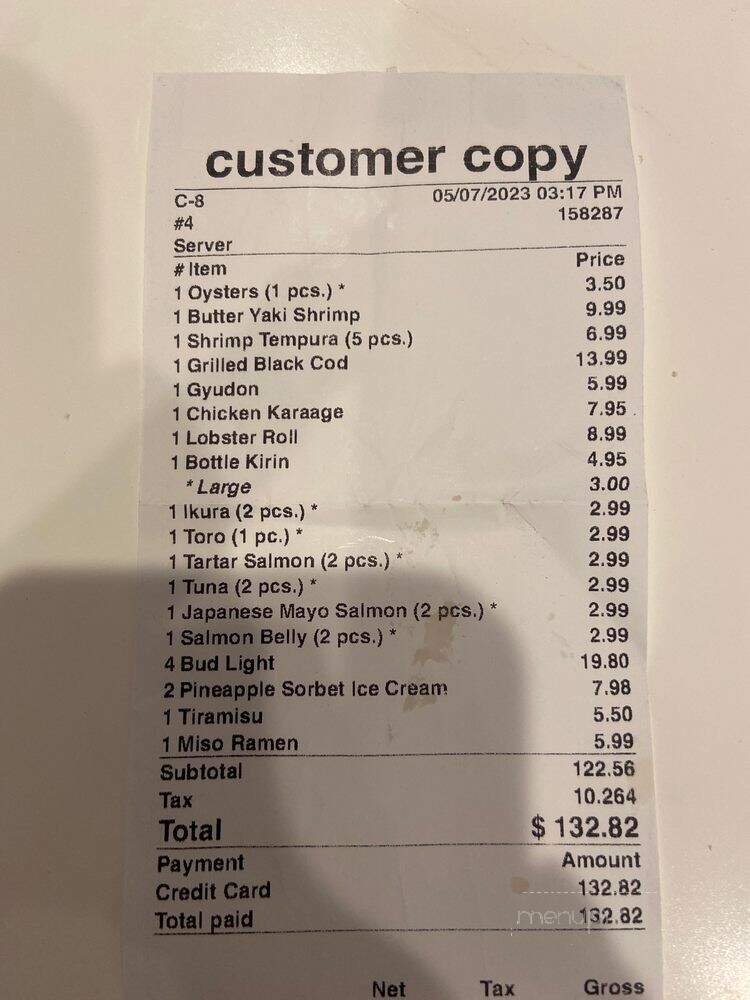 customer copy
C-8 05/07/2023 03:17 PM
#4 158287
Server
# Item Price
1 Oysters (1 pcs.) * 3.50
1 Butter Yaki Shrimp 9.99
1 Shrimp Tempura (5 pcs.) 6.99
1 Grilled Black Cod 13.99
1 Gyudon 5.99
1 Chicken Karaage 7.95
1 Lobster Roll 8.99
1 Bottle Kirin 4.95
* Large 3.00
1 Ikura (2 pcs.) * 2.99
1 Toro (1 pc.) * 2.99
1 Tartar Salmon (2 pcs.) * 2.99
1 Tuna (2 pcs.) * 2.99
1 Japanese Mayo Salmon (2 pcs.) * 2.99
1 Salmon Belly (2 pcs.) * 2.99
4 Bud Light 19.80
2 Pineapple Sorbet Ice Cream 7.98
1 Tiramisu 5.50
1 Miso Ramen 5.99
Subtotal 122.56
Tax 10.264
Total $ 132.82
Payment Amount
Credit Card 132.82
Total paid 132.82
Net Tax Gross